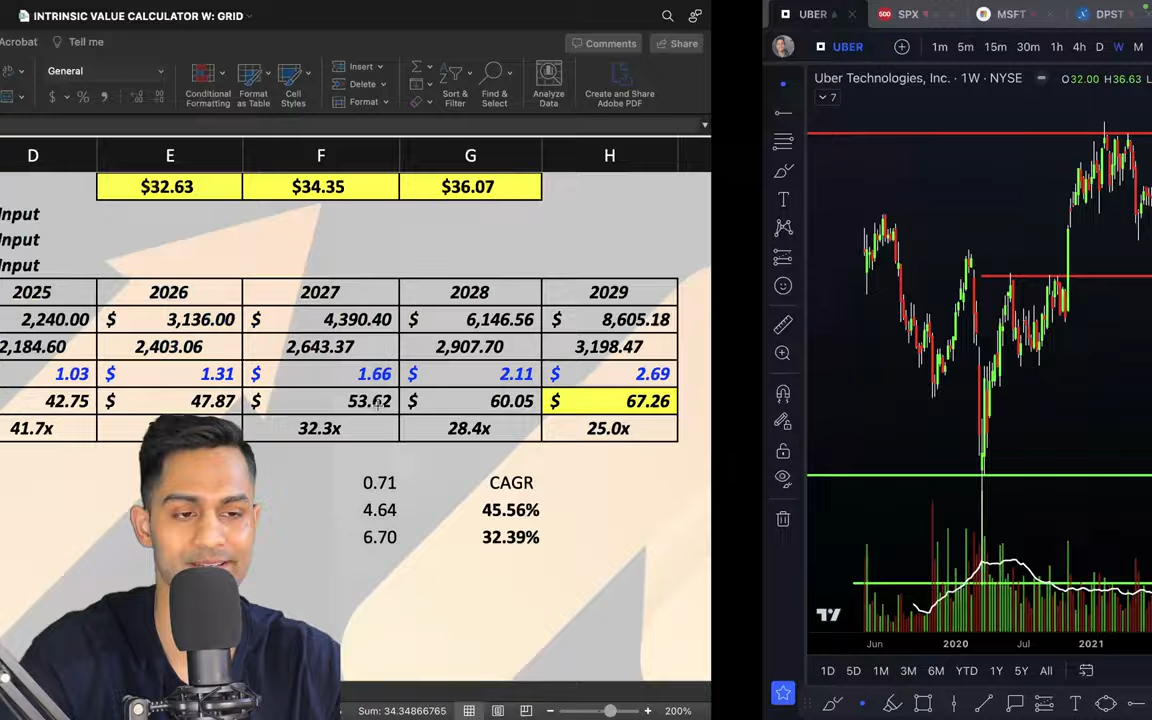 INTRINSIC VALUE CALCULATOR W: GRID
Acrobat Tell me Comments Share
General Conditional Formatting Format as Table Cell Styles Insert Delete Format Sort & Filter Find & Select Analyze Data Create and Share Adobe PDF
$ %
D E F G H
$32.63 $34.35 $36.07
Input
Input
Input
2025 2026 2027 2028 2029
2,240.00 $ 3,136.00 $ 4,390.40 $ 6,146.56 $ 8,605.18
2,184.60 2,403.06 2,643.37 2,907.70 3,198.47
1.03 $ 1.31 $ 1.66 $ 2.11 $ 2.69
42.75 $ 47.87 $ 53.62 $ 60.05 $ 67.26
41.7x 32.3x 28.4x 25.0x
0.71 CAGR
4.64 45.56%
6.70 32.39%
Sum: 34.34866765 200%
UBER 500 SPX MSFT DPST
UBER 1m 5m 15m 30m 1h 4h D W M
Uber Technologies, Inc. · 1W · NYSE O32.00 H36.63 L
7
Jun 2020 Jul 2021
1D 5D 1M 3M 6M YTD 1Y 5Y All